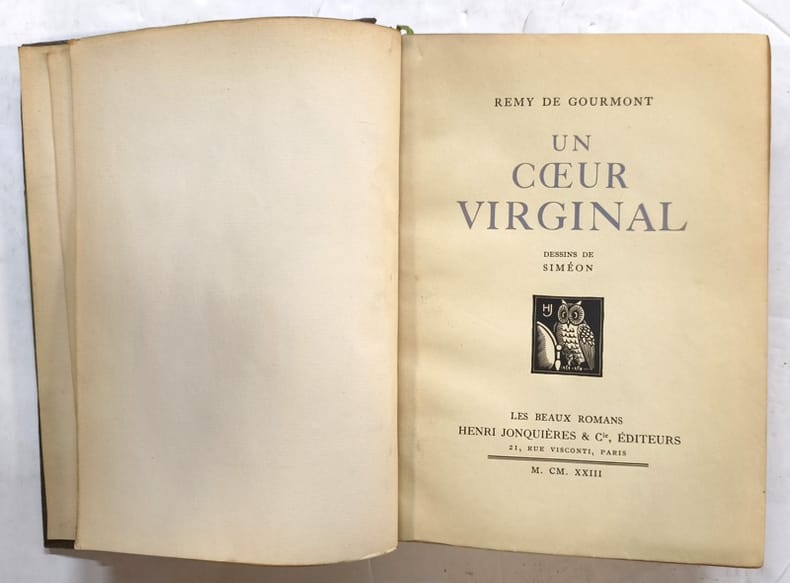 REMY DE GOURMONT
UN
CŒUR
VIRGINAL
DESSINS DE
SIMÉON
HJ
LES BEAUX ROMANS
HENRI JONQUIÈRES & Cie, ÉDITEURS
21, RUE VISCONTI, PARIS
M. CM. XXIII